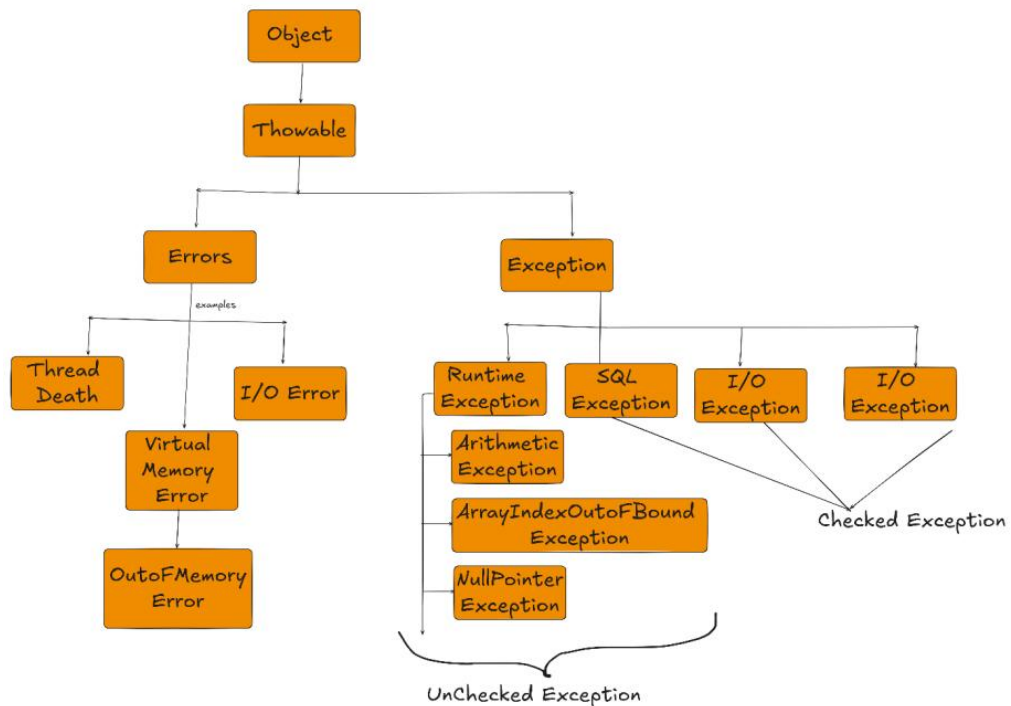 Object
Thowable
Errors
Exception
examples
Thread
Death
I/O Error
Virtual
Memory
Error
OutoFMemory
Error
Runtime
Exception
SQL
Exception
I/O
Exception
I/O
Exception
Arithmetic
Exception
ArrayIndexOutoFBound
Exception
NullPointer
Exception
Checked Exception
UnChecked Exception